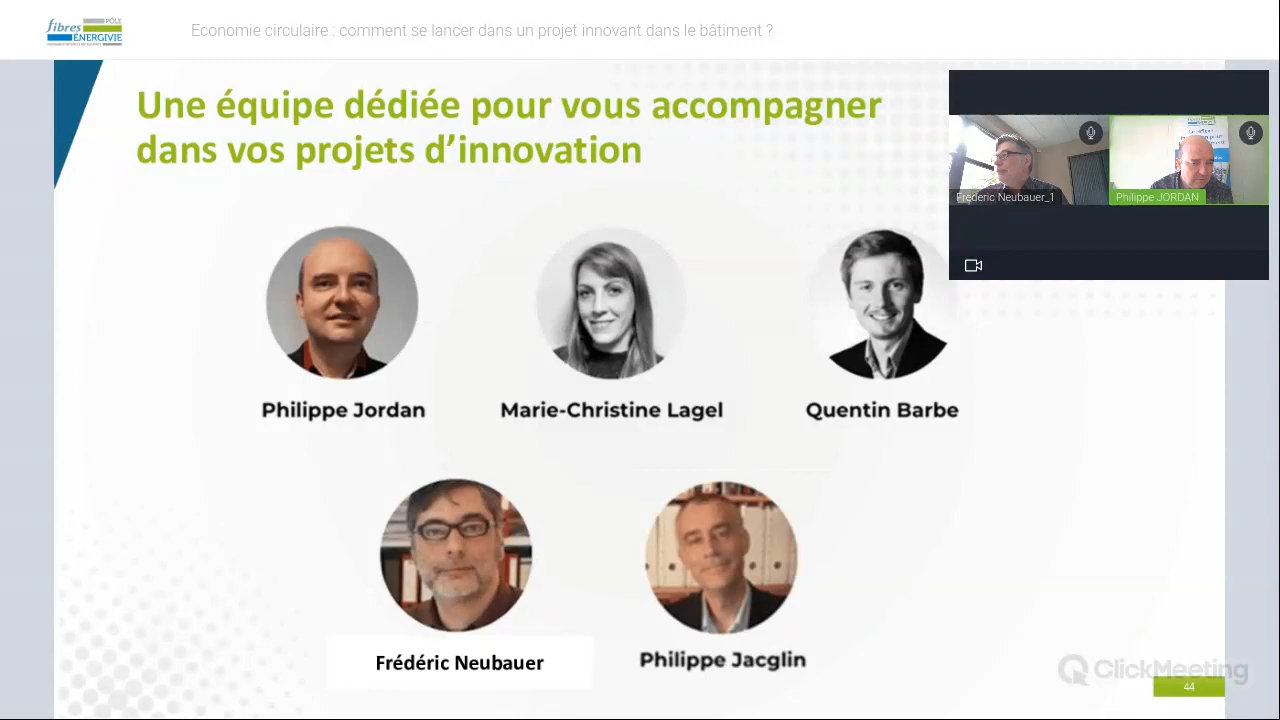 fibres
PÔLE
ÉNERGIVIE
Economie circulaire : comment se lancer dans un projet innovant dans le bâtiment ?
Une équipe dédiée pour vous accompagner
dans vos projets d’innovation
Frederic Neubauer_1
Philippe JORDAN
Philippe Jordan
Marie-Christine Lagel
Quentin Barbe
Frédéric Neubauer
Philippe Jacglin
ClickMeeting
44